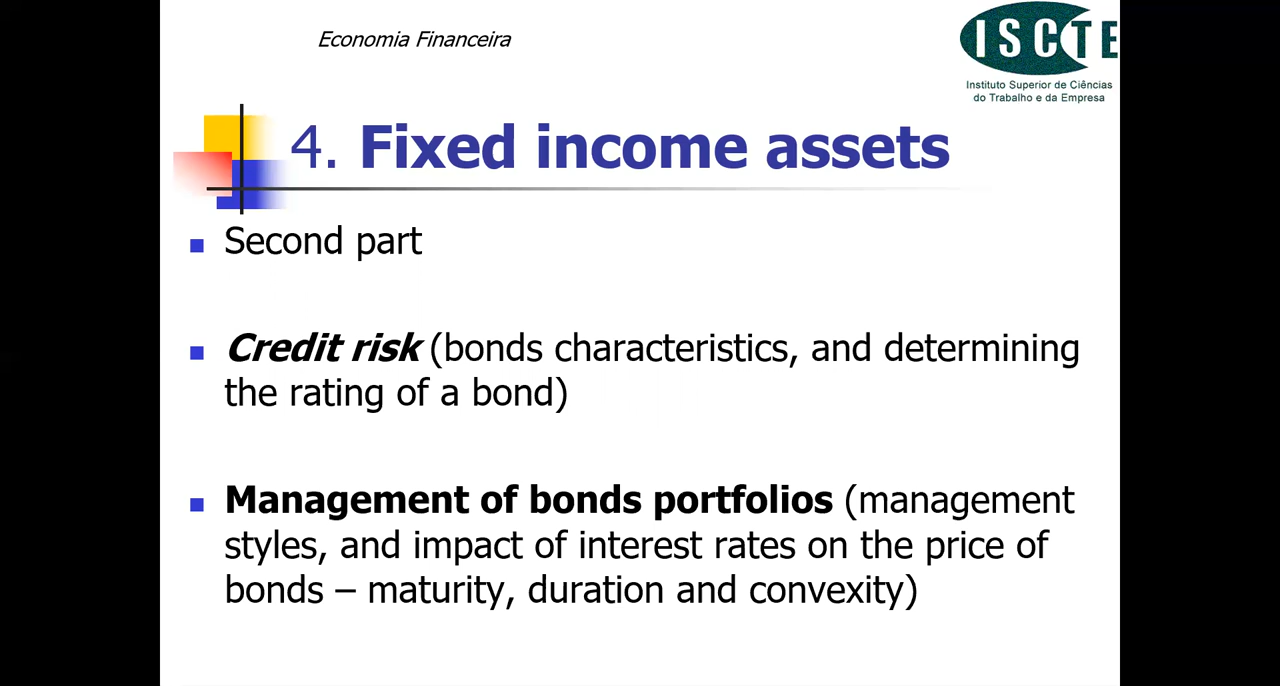 Economia Financeira
ISCTE
Instituto Superior de Ciências
do Trabalho e da Empresa
4. Fixed income assets
Second part
Credit risk (bonds characteristics, and determining
the rating of a bond)
Management of bonds portfolios (management
styles, and impact of interest rates on the price of
bonds – maturity, duration and convexity)